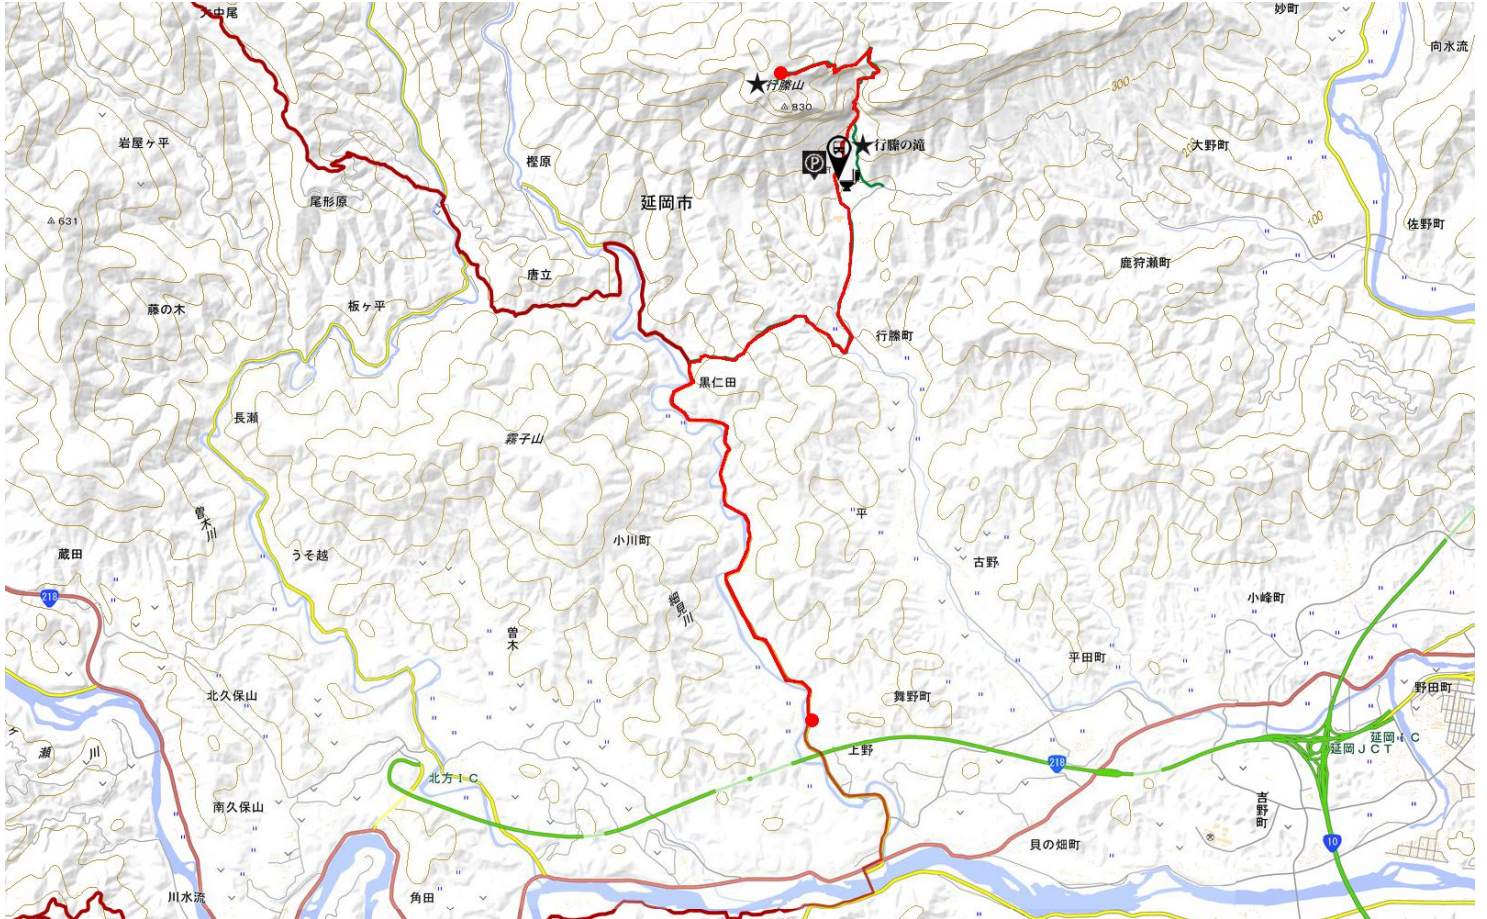 大中尾
妙町
向水流
行縢山
830
300
岩屋ヶ平
樫原
行縢の滝
大野町
200
尾形原
延岡市
631
100
佐野町
唐立
鹿狩瀬町
藤の木
板ヶ平
行縢町
黒仁田
長瀬
霧子山
曽木川
平
小川町
うそ越
蔵田
古野
218
細見川
小峰町
曽木
平田町
北久保山
舞野町
野田町
ヶ瀬川
上野
延岡IC
延岡JCT
北方IC
218
南久保山
吉野町
貝の畑町
10
川水流
角田
P